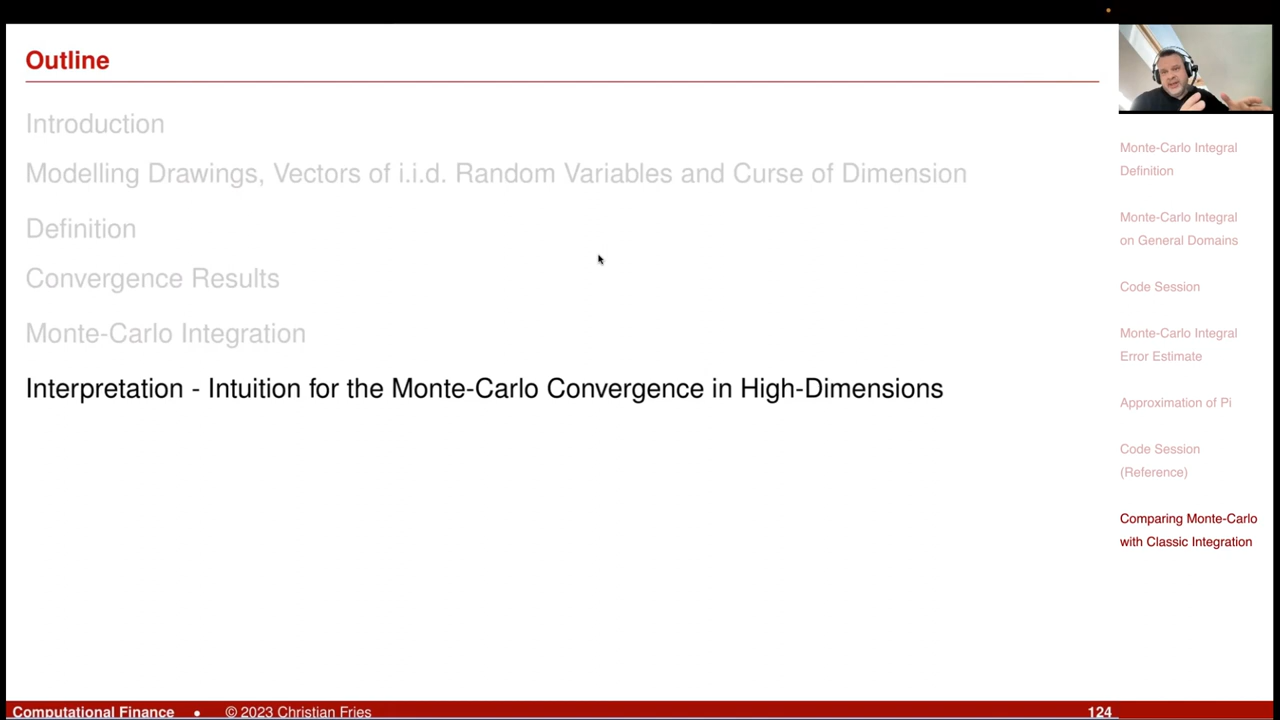 Outline
Introduction
Modelling Drawings, Vectors of i.i.d. Random Variables and Curse of Dimension
Definition
Convergence Results
Monte-Carlo Integration
Interpretation - Intuition for the Monte-Carlo Convergence in High-Dimensions
Monte-Carlo Integral
Definition
Monte-Carlo Integral
on General Domains
Code Session
Monte-Carlo Integral
Error Estimate
Approximation of Pi
Code Session
(Reference)
Comparing Monte-Carlo
with Classic Integration
Computational Finance • © 2023 Christian Fries 124